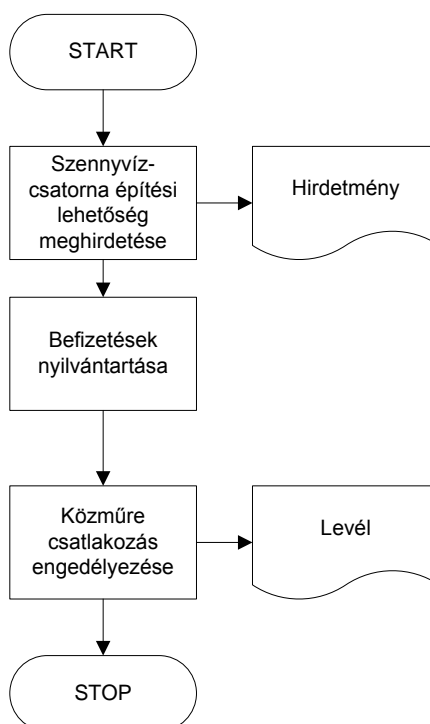 START
Szennyvíz-
csatorna építési
lehetőség
meghirdetése
Hirdetmény
Befizetések
nyilvántartása
Közműre
csatlakozás
engedélyezése
Levél
STOP